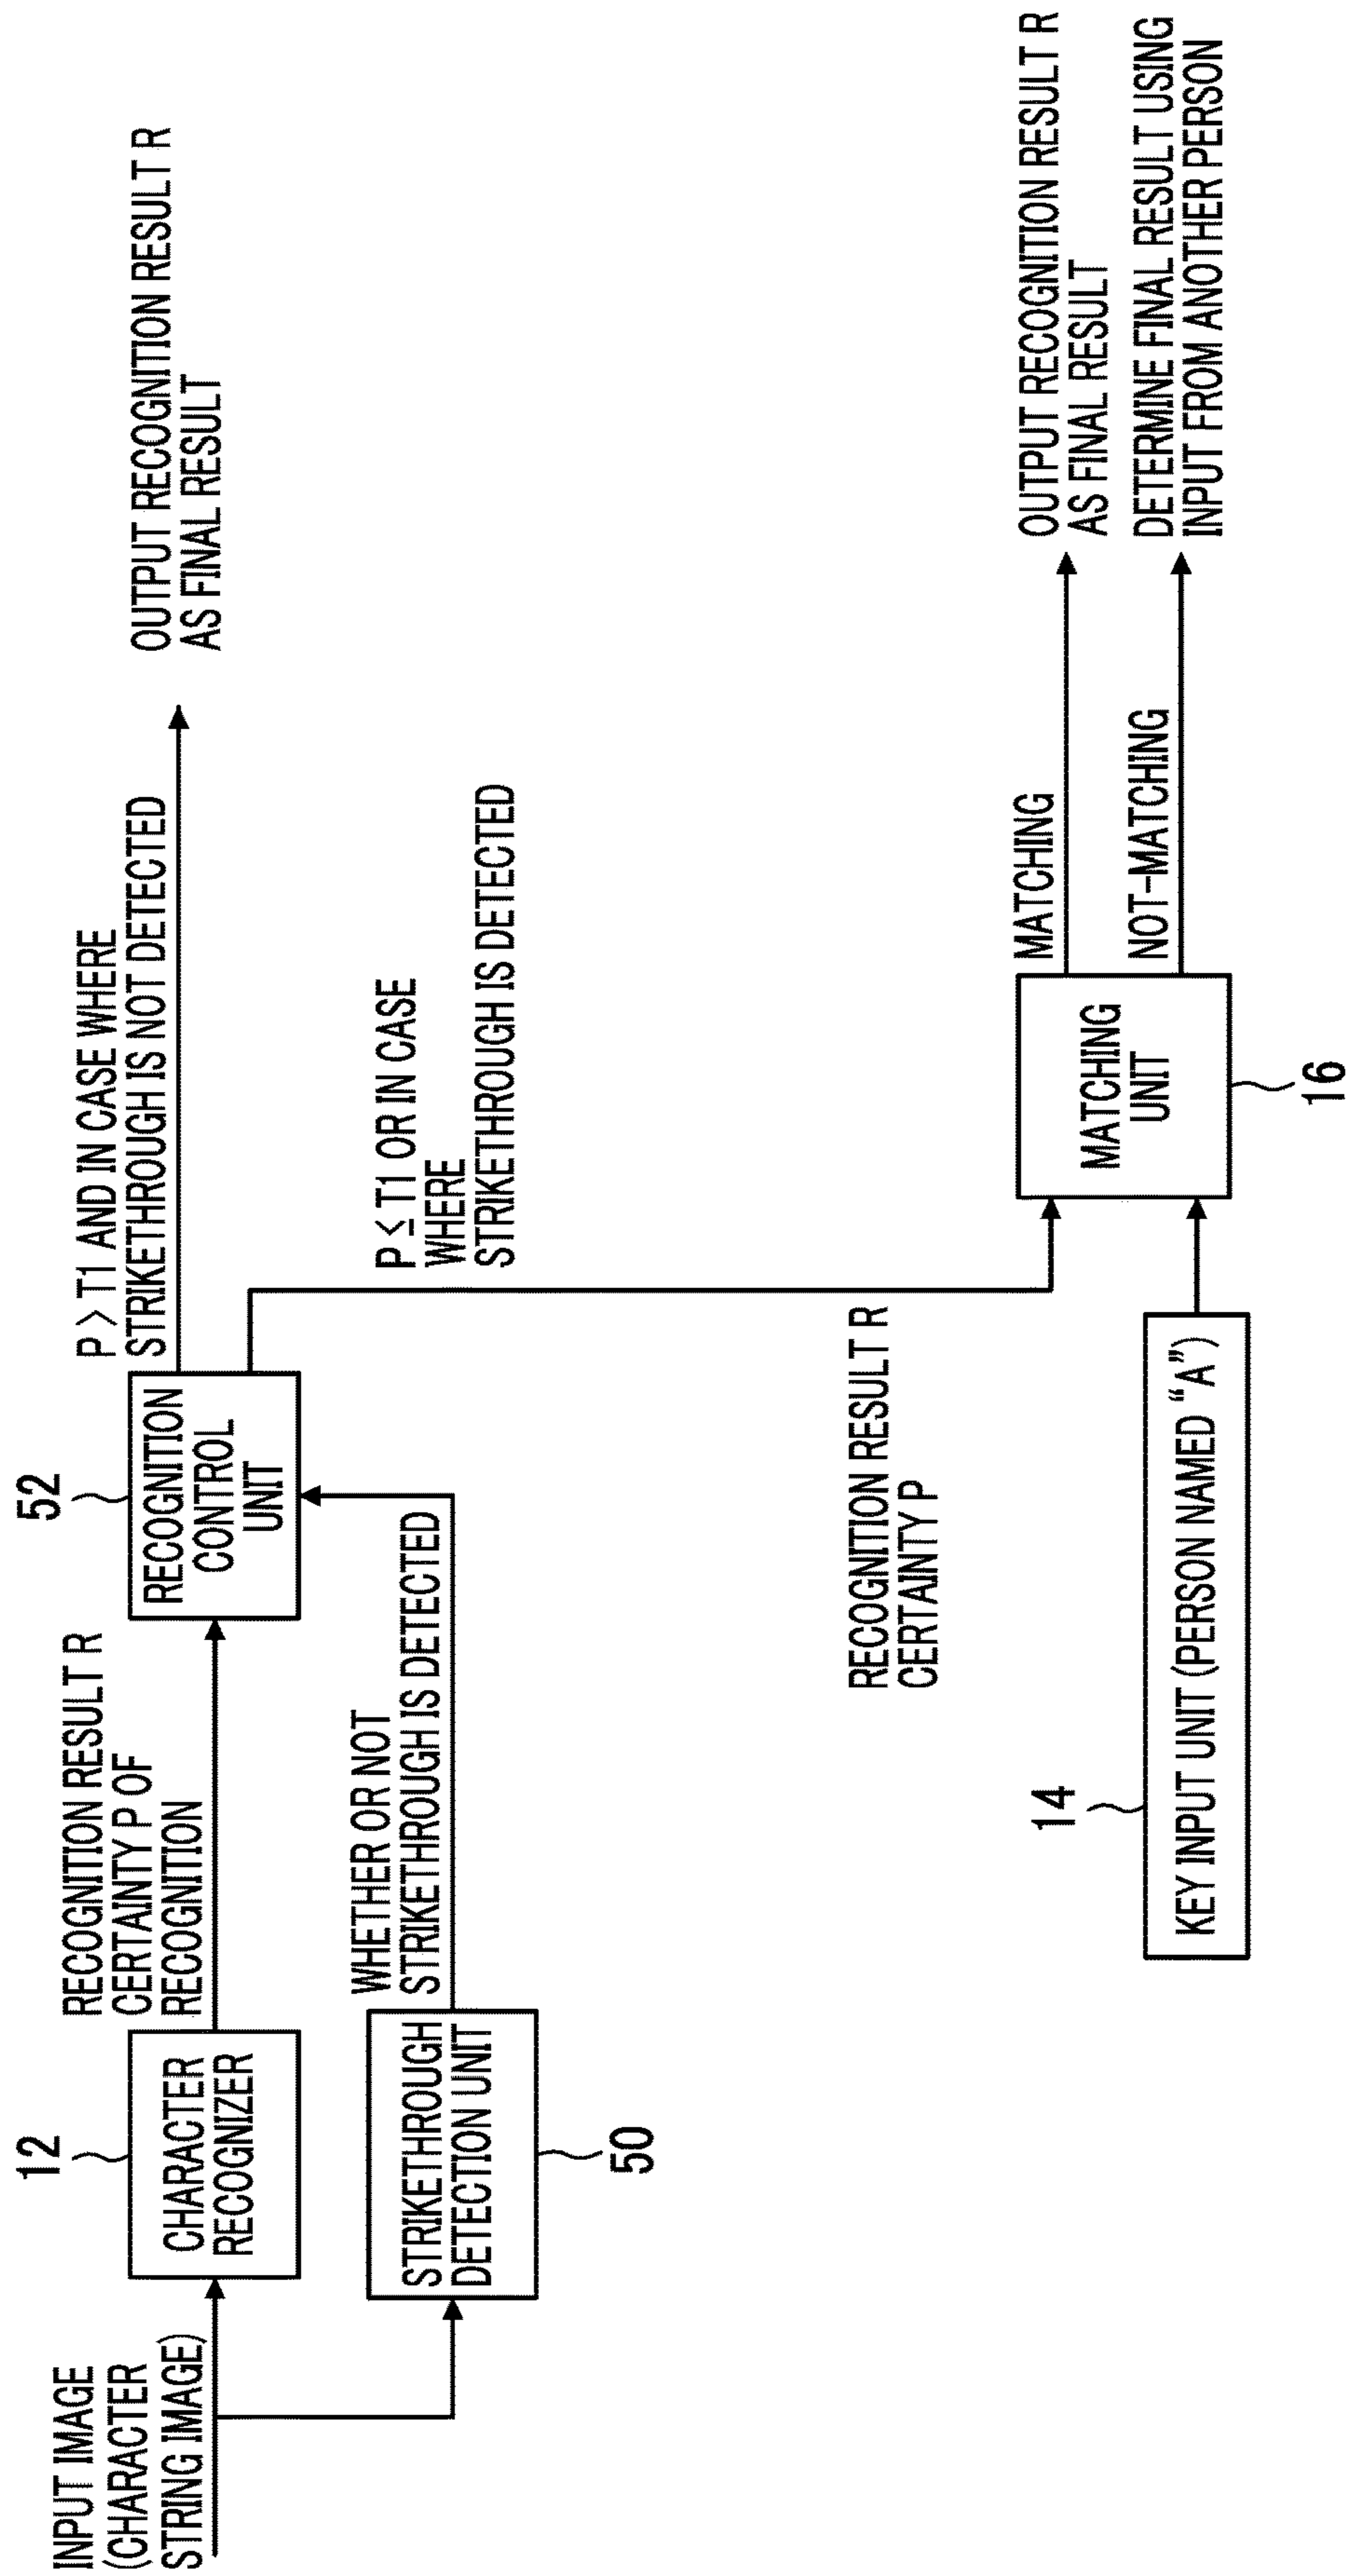 INPUT IMAGE
(CHARACTER
STRING IMAGE)
12
CHARACTER
RECOGNIZER
RECOGNITION RESULT R
CERTAINTY P OF
RECOGNITION
52
RECOGNITION
CONTROL
UNIT
P > T1 AND IN CASE WHERE
STRIKETHROUGH IS NOT DETECTED
OUTPUT RECOGNITION RESULT R
AS FINAL RESULT
STRIKETHROUGH
DETECTION UNIT
50
WHETHER OR NOT
STRIKETHROUGH IS DETECTED
P ≤ T1 OR IN CASE
WHERE
STRIKETHROUGH IS DETECTED
RECOGNITION RESULT R
CERTAINTY P
14
KEY INPUT UNIT (PERSON NAMED “A”)
MATCHING
UNIT
16
MATCHING
OUTPUT RECOGNITION RESULT R
AS FINAL RESULT
NOT-MATCHING
DETERMINE FINAL RESULT USING
INPUT FROM ANOTHER PERSON